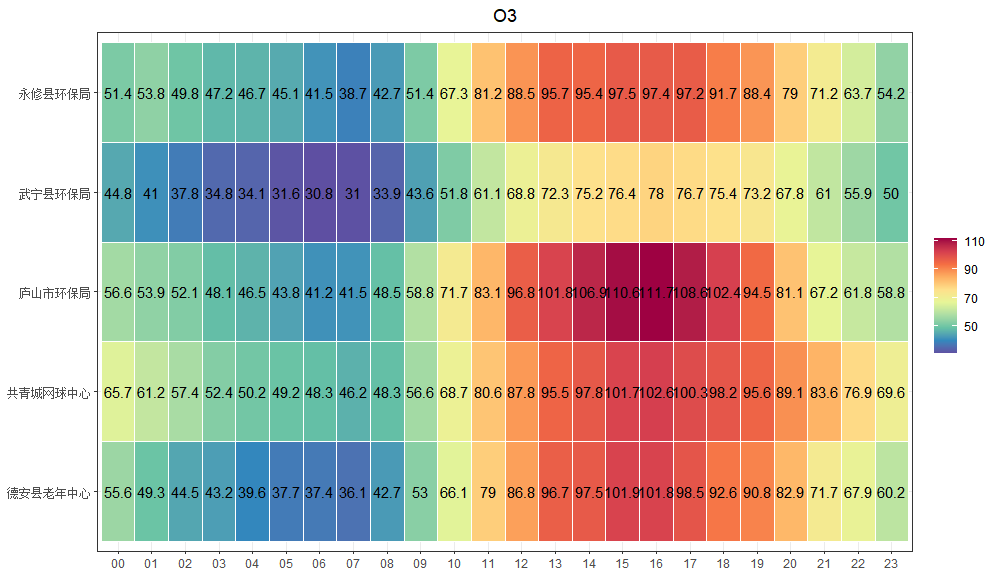 O3
永修县环保局 51.4 53.8 49.8 47.2 46.7 45.1 41.5 38.7 42.7 51.4 67.3 81.2 88.5 95.7 95.4 97.5 97.4 97.2 91.7 88.4 79 71.2 63.7 54.2
武宁县环保局 44.8 41 37.8 34.8 34.1 31.6 30.8 31 33.9 43.6 51.8 61.1 68.8 72.3 75.2 76.4 78 76.7 75.4 73.2 67.8 61 55.9 50
庐山市环保局 56.6 53.9 52.1 48.1 46.5 43.8 41.2 41.5 48.5 58.8 71.7 83.1 96.8 101.8 106.9 110.6 111.7 108.6 102.4 94.5 81.1 67.2 61.8 58.8
共青城网球中心 65.7 61.2 57.4 52.4 50.2 49.2 48.3 46.2 48.3 56.6 68.7 80.6 87.8 95.5 97.8 101.7 102.6 100.3 98.2 95.6 89.1 83.6 76.9 69.6
德安县老年中心 55.6 49.3 44.5 43.2 39.6 37.7 37.4 36.1 42.7 53 66.1 79 86.8 96.7 97.5 101.9 101.8 98.5 92.6 90.8 82.9 71.7 67.9 60.2
00 01 02 03 04 05 06 07 08 09 10 11 12 13 14 15 16 17 18 19 20 21 22 23
110
90
70
50